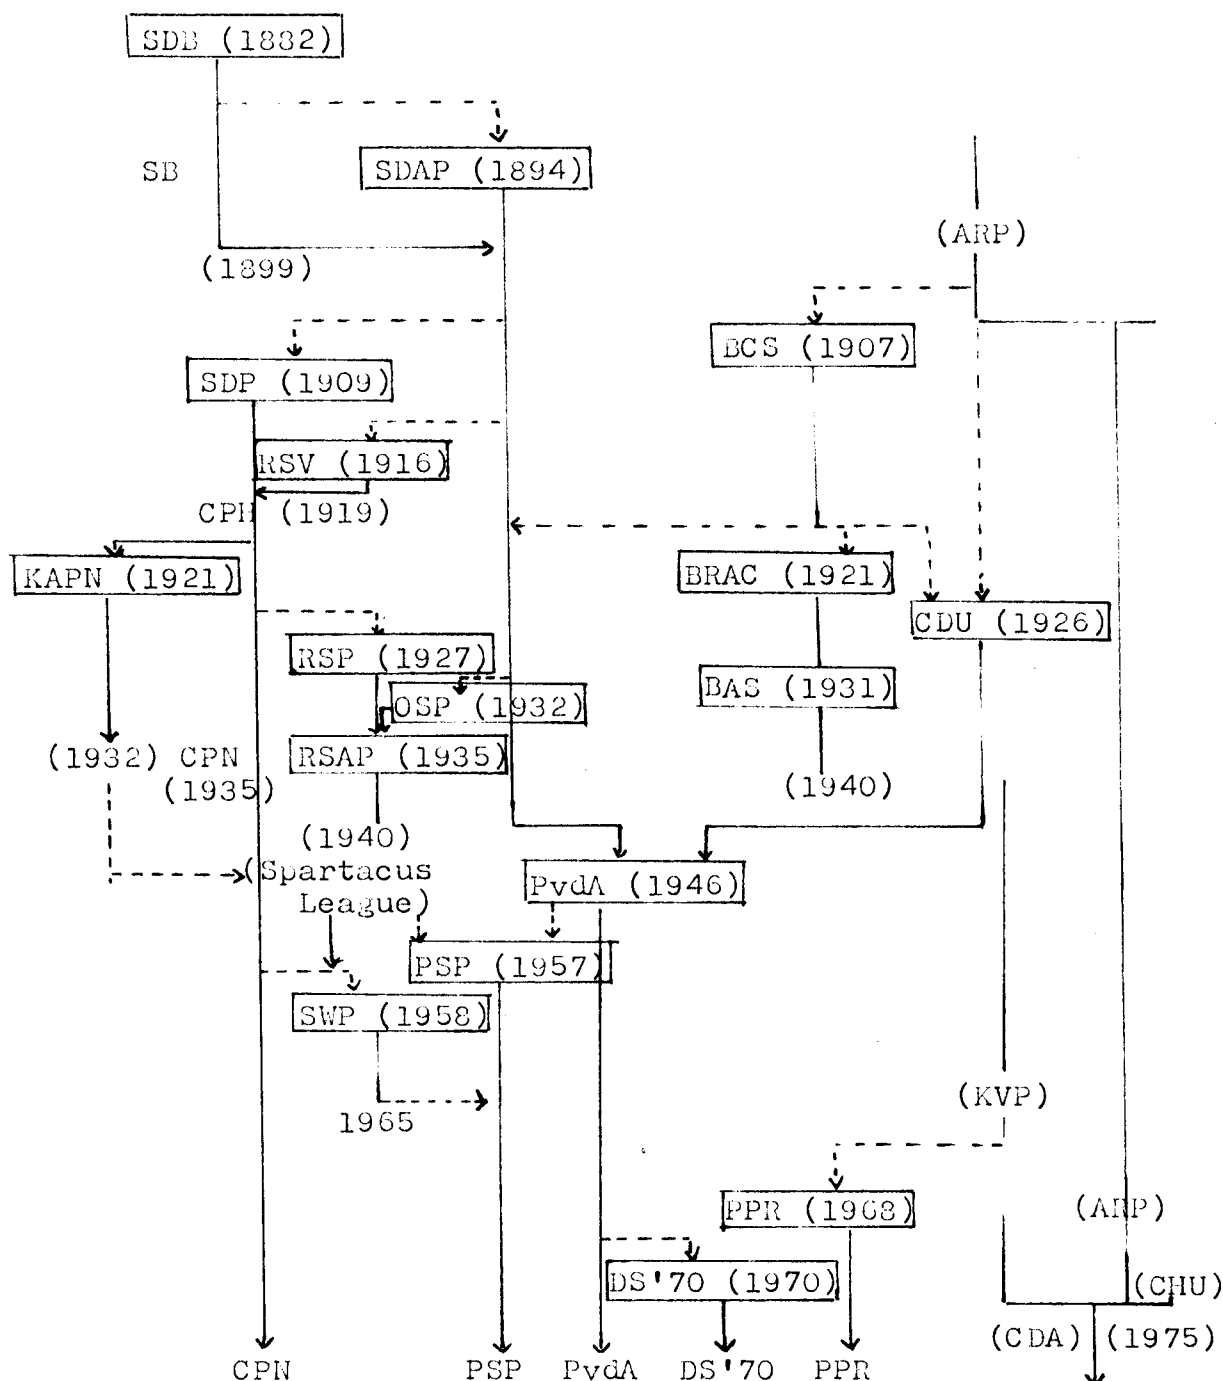 SDB (1882)
SDAP (1894)
SB
(ARP)
(1899)
BCS (1907)
SDP (1909)
RSV (1916)
CPH (1919)
KAPN (1921)
BRAC (1921)
CDU (1926)
RSP (1927)
BAS (1931)
OSP (1932)
(1932) CPN
RSAP (1935)
(1935)
(1940)
(1940)
(Spartacus
League)
PvdA (1946)
PSP (1957)
SWP (1958)
(KVP)
1965
PPR (1968)
(ARP)
DS'70 (1970)
(CHU)
(CDA) (1975)
CPN PSP PvdA DS'70 PPR